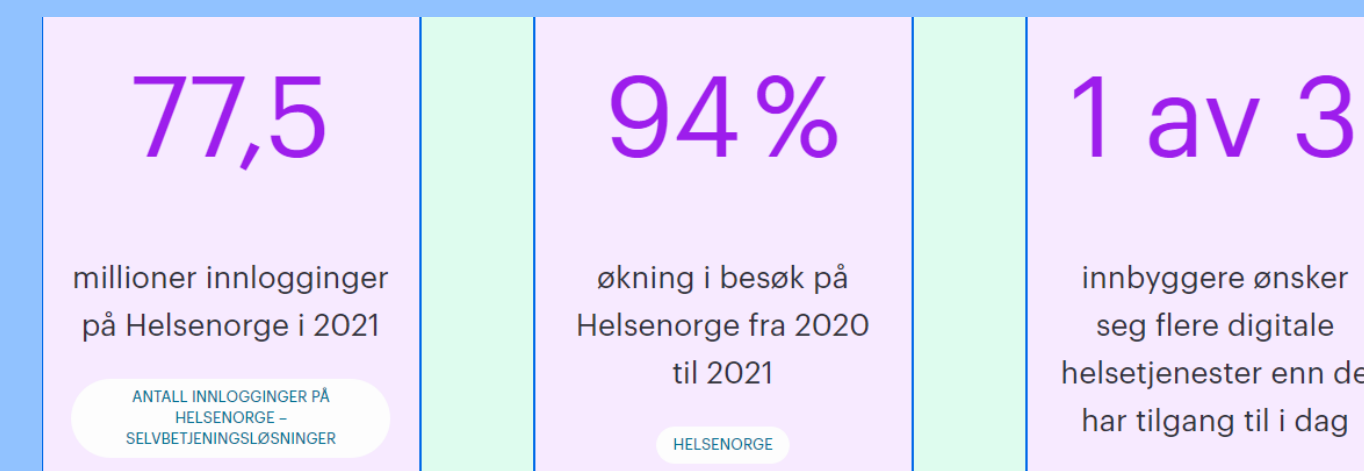 77,5
millioner innlogginger
på Helsenorge i 2021
ANTALL INNLOGGINGER PÅ
HELSENORGE –
SELVBETJENINGSLØSNINGER
94%
økning i besøk på
Helsenorge fra 2020
til 2021
HELSENORGE
1 av 3
innbyggere ønsker
seg flere digitale
helsetjenester enn de
har tilgang til i dag